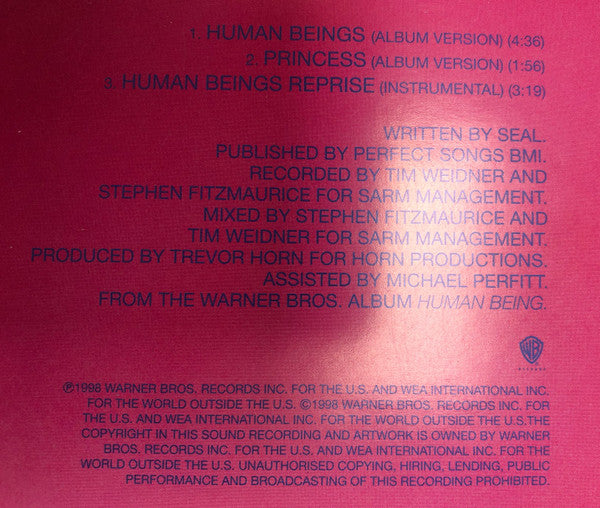 1. HUMAN BEINGS (ALBUM VERSION) (4:36)
2. PRINCESS (ALBUM VERSION) (1:56)
3. HUMAN BEINGS REPRISE (INSTRUMENTAL) (3:19)
WRITTEN BY SEAL.
PUBLISHED BY PERFECT SONGS BMI.
RECORDED BY TIM WEIDNER AND
STEPHEN FITZMAURICE FOR SARM MANAGEMENT.
MIXED BY STEPHEN FITZMAURICE AND
TIM WEIDNER FOR SARM MANAGEMENT.
PRODUCED BY TREVOR HORN FOR HORN PRODUCTIONS.
ASSISTED BY MICHAEL PERFITT.
FROM THE WARNER BROS. ALBUM HUMAN BEING.
WB
RECORDS
℗1998 WARNER BROS. RECORDS INC. FOR THE U.S. AND WEA INTERNATIONAL INC.
FOR THE WORLD OUTSIDE THE U.S. ©1998 WARNER BROS. RECORDS INC. FOR
THE U.S. AND WEA INTERNATIONAL INC. FOR THE WORLD OUTSIDE THE U.S.THE
COPYRIGHT IN THIS SOUND RECORDING AND ARTWORK IS OWNED BY WARNER
BROS. RECORDS INC. FOR THE U.S. AND WEA INTERNATIONAL INC. FOR THE
WORLD OUTSIDE THE U.S. UNAUTHORISED COPYING, HIRING, LENDING, PUBLIC
PERFORMANCE AND BROADCASTING OF THIS RECORDING PROHIBITED.